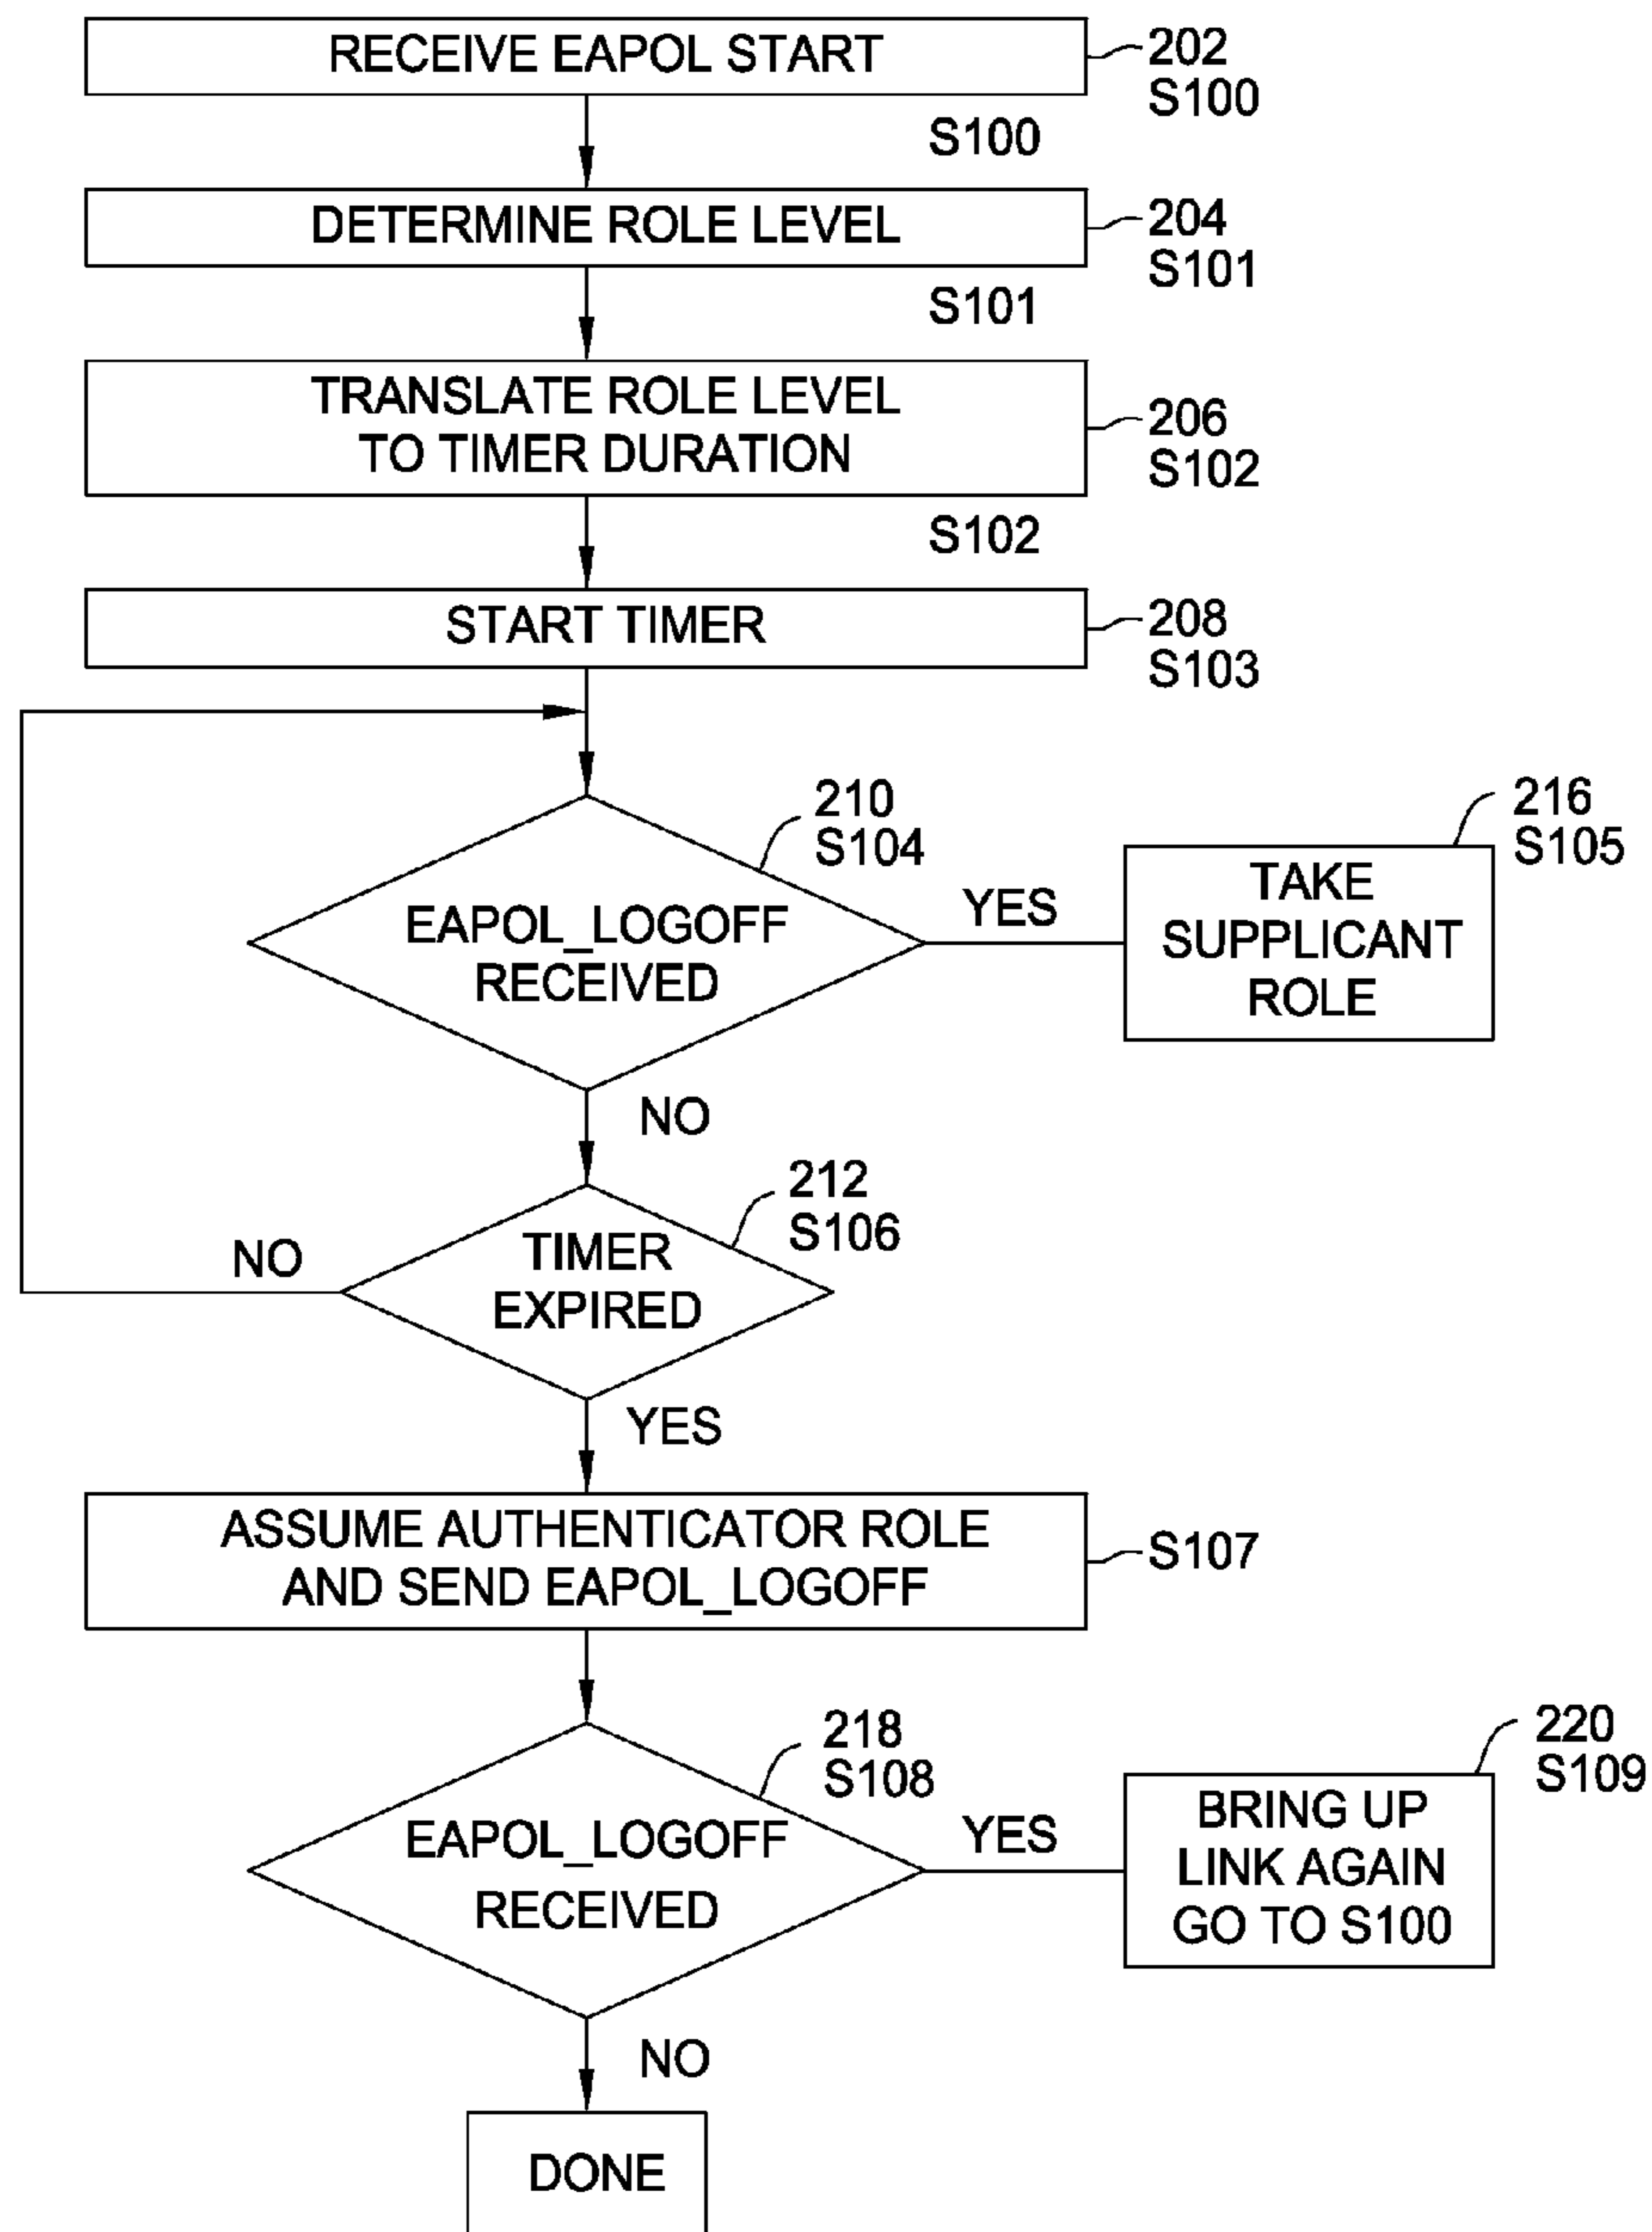 RECEIVE EAPOL START
202
S100
S100
DETERMINE ROLE LEVEL
204
S101
S101
TRANSLATE ROLE LEVEL
TO TIMER DURATION
206
S102
S102
START TIMER
208
S103
210
S104
EAPOL_LOGOFF
RECEIVED
YES
216
S105
TAKE
SUPPLICANT
ROLE
NO
212
S106
TIMER
EXPIRED
NO
YES
ASSUME AUTHENTICATOR ROLE
AND SEND EAPOL_LOGOFF
S107
218
S108
EAPOL_LOGOFF
RECEIVED
YES
220
S109
BRING UP
LINK AGAIN
GO TO S100
NO
DONE